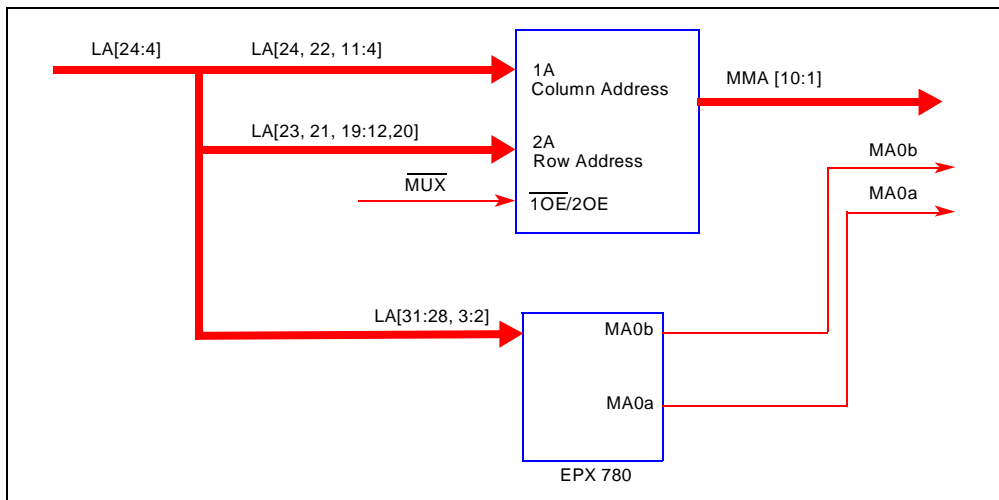 LA[24:4]
LA[24, 22, 11:4]
1A
Column Address
MMA [10:1]
LA[23, 21, 19:12,20]
2A
Row Address
MA0b
MUX
1OE/2OE
MA0a
LA[31:28, 3:2]
MA0b
MA0a
EPX 780